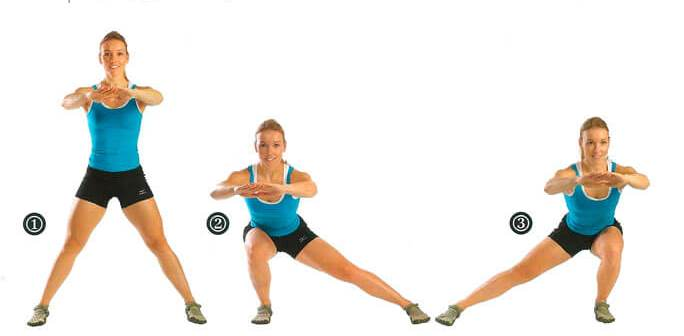 ①
②
③